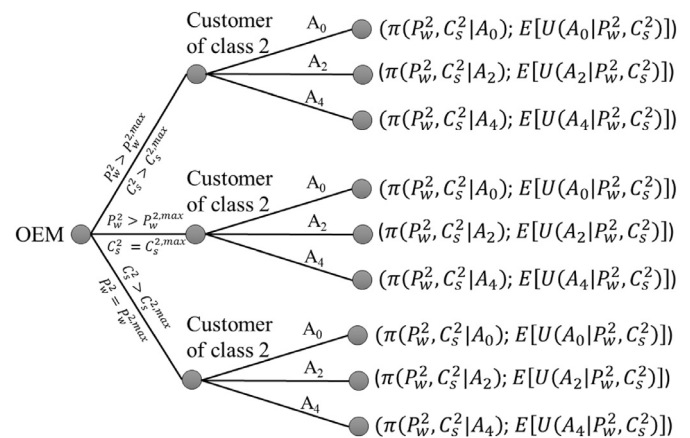 Customer
of class 2
A₀
(π(P_w^2, C_s^2|A₀); E[U(A₀|P_w^2, C_s^2)])
A₂
(π(P_w^2, C_s^2|A₂); E[U(A₂|P_w^2, C_s^2)])
A₄
(π(P_w^2, C_s^2|A₄); E[U(A₄|P_w^2, C_s^2)])
P_w^2 > P_w^{2,max}
C_s^2 > C_s^{2,max}
OEM
P_w^2 > P_w^{2,max}
C_s^2 = C_s^{2,max}
Customer
of class 2
A₀
(π(P_w^2, C_s^2|A₀); E[U(A₀|P_w^2, C_s^2)])
A₂
(π(P_w^2, C_s^2|A₂); E[U(A₂|P_w^2, C_s^2)])
A₄
(π(P_w^2, C_s^2|A₄); E[U(A₄|P_w^2, C_s^2)])
C_s^2 > C_s^{2,max}
P_w^2 = P_w^{2,max}
Customer
of class 2
A₀
(π(P_w^2, C_s^2|A₀); E[U(A₀|P_w^2, C_s^2)])
A₂
(π(P_w^2, C_s^2|A₂); E[U(A₂|P_w^2, C_s^2)])
A₄
(π(P_w^2, C_s^2|A₄); E[U(A₄|P_w^2, C_s^2)])